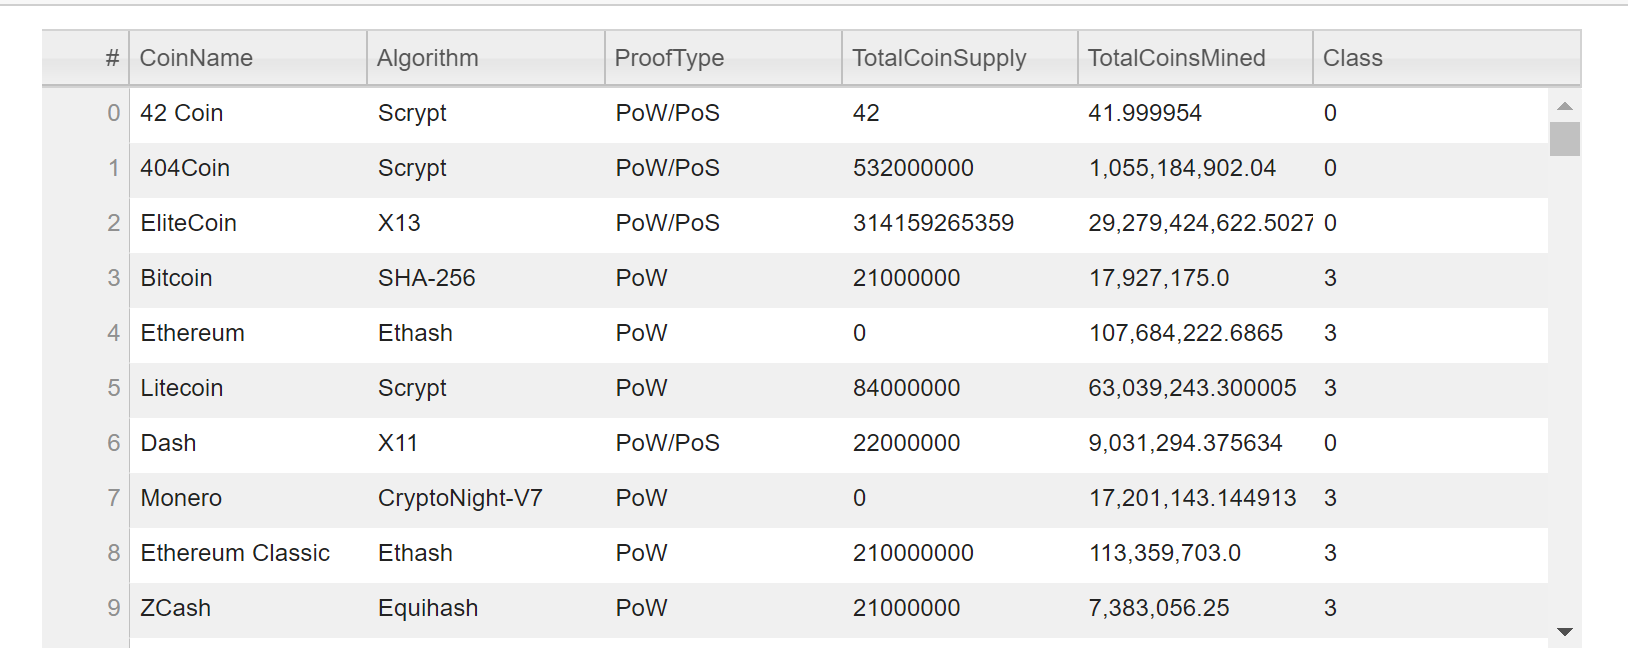 # CoinName Algorithm ProofType TotalCoinSupply TotalCoinsMined Class
0 42 Coin Scrypt PoW/PoS 42 41.999954 0
1 404Coin Scrypt PoW/PoS 532000000 1,055,184,902.04 0
2 EliteCoin X13 PoW/PoS 314159265359 29,279,424,622.5027 0
3 Bitcoin SHA-256 PoW 21000000 17,927,175.0 3
4 Ethereum Ethash PoW 0 107,684,222.6865 3
5 Litecoin Scrypt PoW 84000000 63,039,243.300005 3
6 Dash X11 PoW/PoS 22000000 9,031,294.375634 0
7 Monero CryptoNight-V7 PoW 0 17,201,143.144913 3
8 Ethereum Classic Ethash PoW 210000000 113,359,703.0 3
9 ZCash Equihash PoW 21000000 7,383,056.25 3